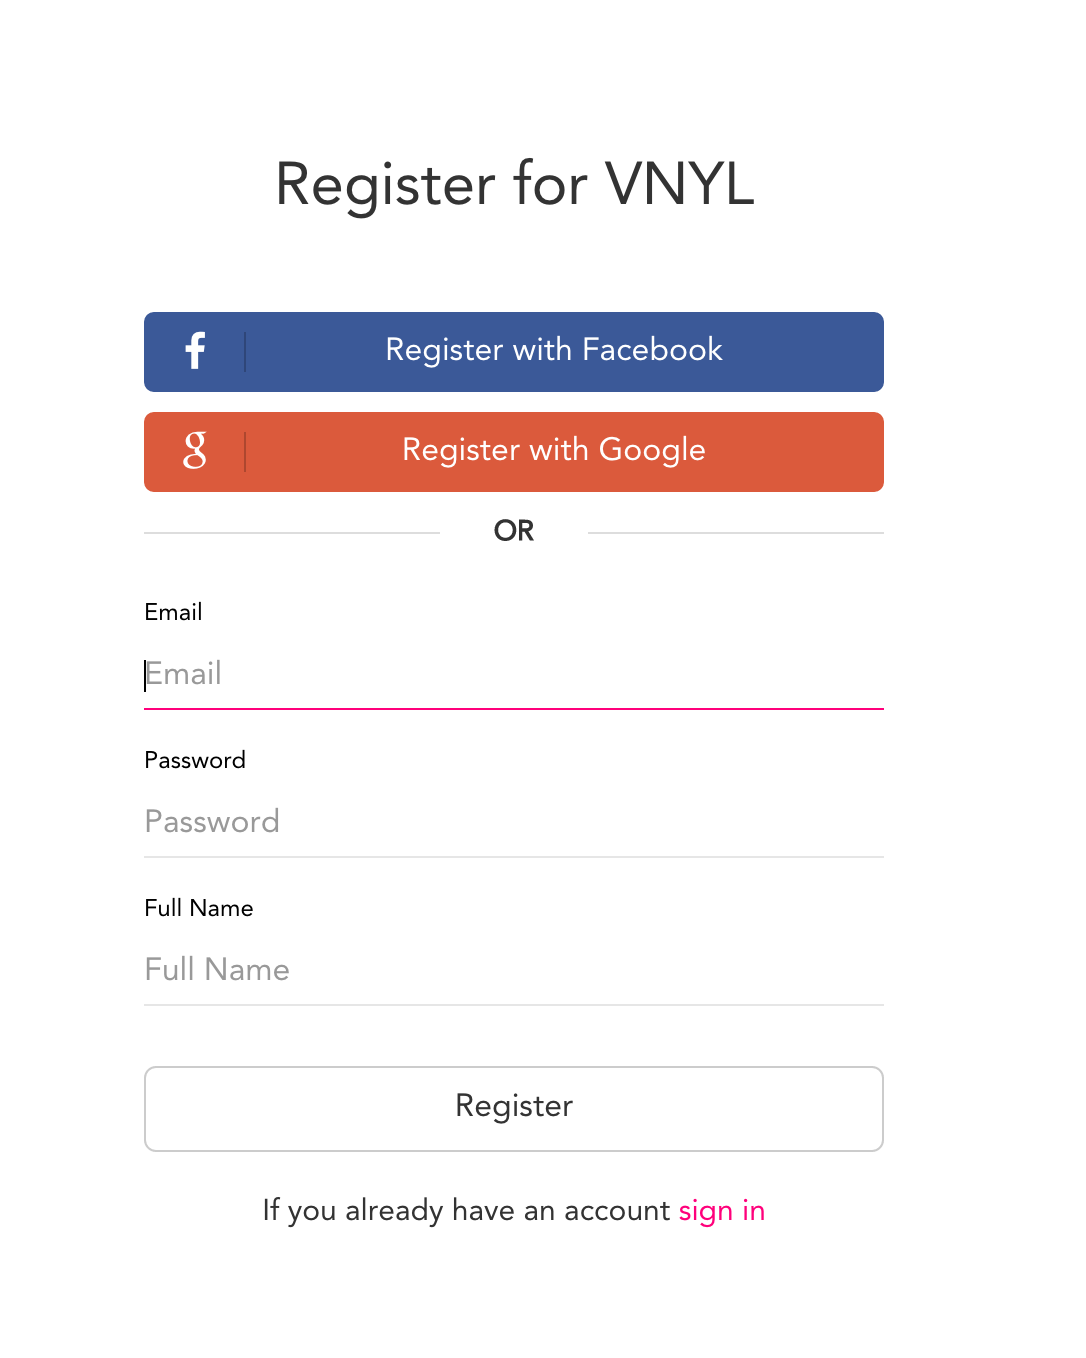 Register for VNYL
f
Register with Facebook
g
Register with Google
OR
Email
Email
Password
Password
Full Name
Full Name
Register
If you already have an account sign in